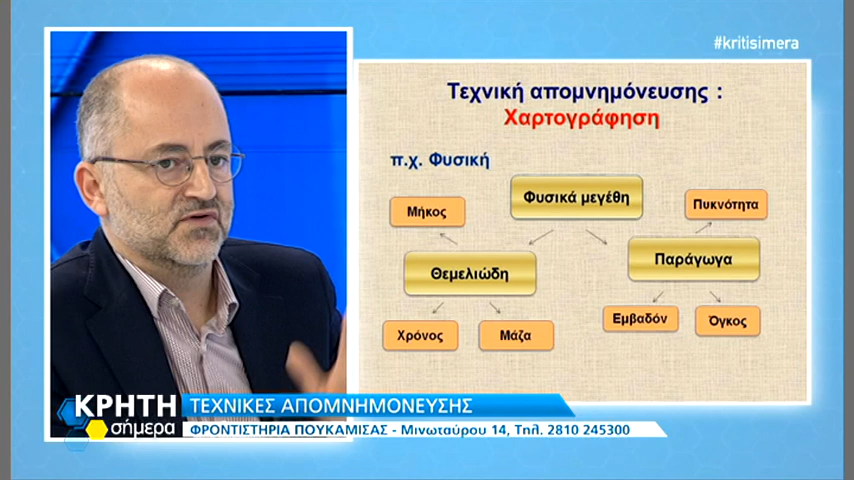 #kritisimera
Τεχνική απομνημόνευσης :
Χαρτογράφηση
π.χ. Φυσική
Φυσικά μεγέθη
Μήκος
Πυκνότητα
Θεμελιώδη
Παράγωγα
Χρόνος
Μάζα
Εμβαδόν
Όγκος
ΚΡΗΤΗ
σήμερα
ΤΕΧΝΙΚΕΣ ΑΠΟΜΝΗΜΟΝΕΥΣΗΣ
ΦΡΟΝΤΙΣΤΗΡΙΑ ΠΟΥΚΑΜΙΣΑΣ - Μινωταύρου 14, Τηλ. 2810 245300